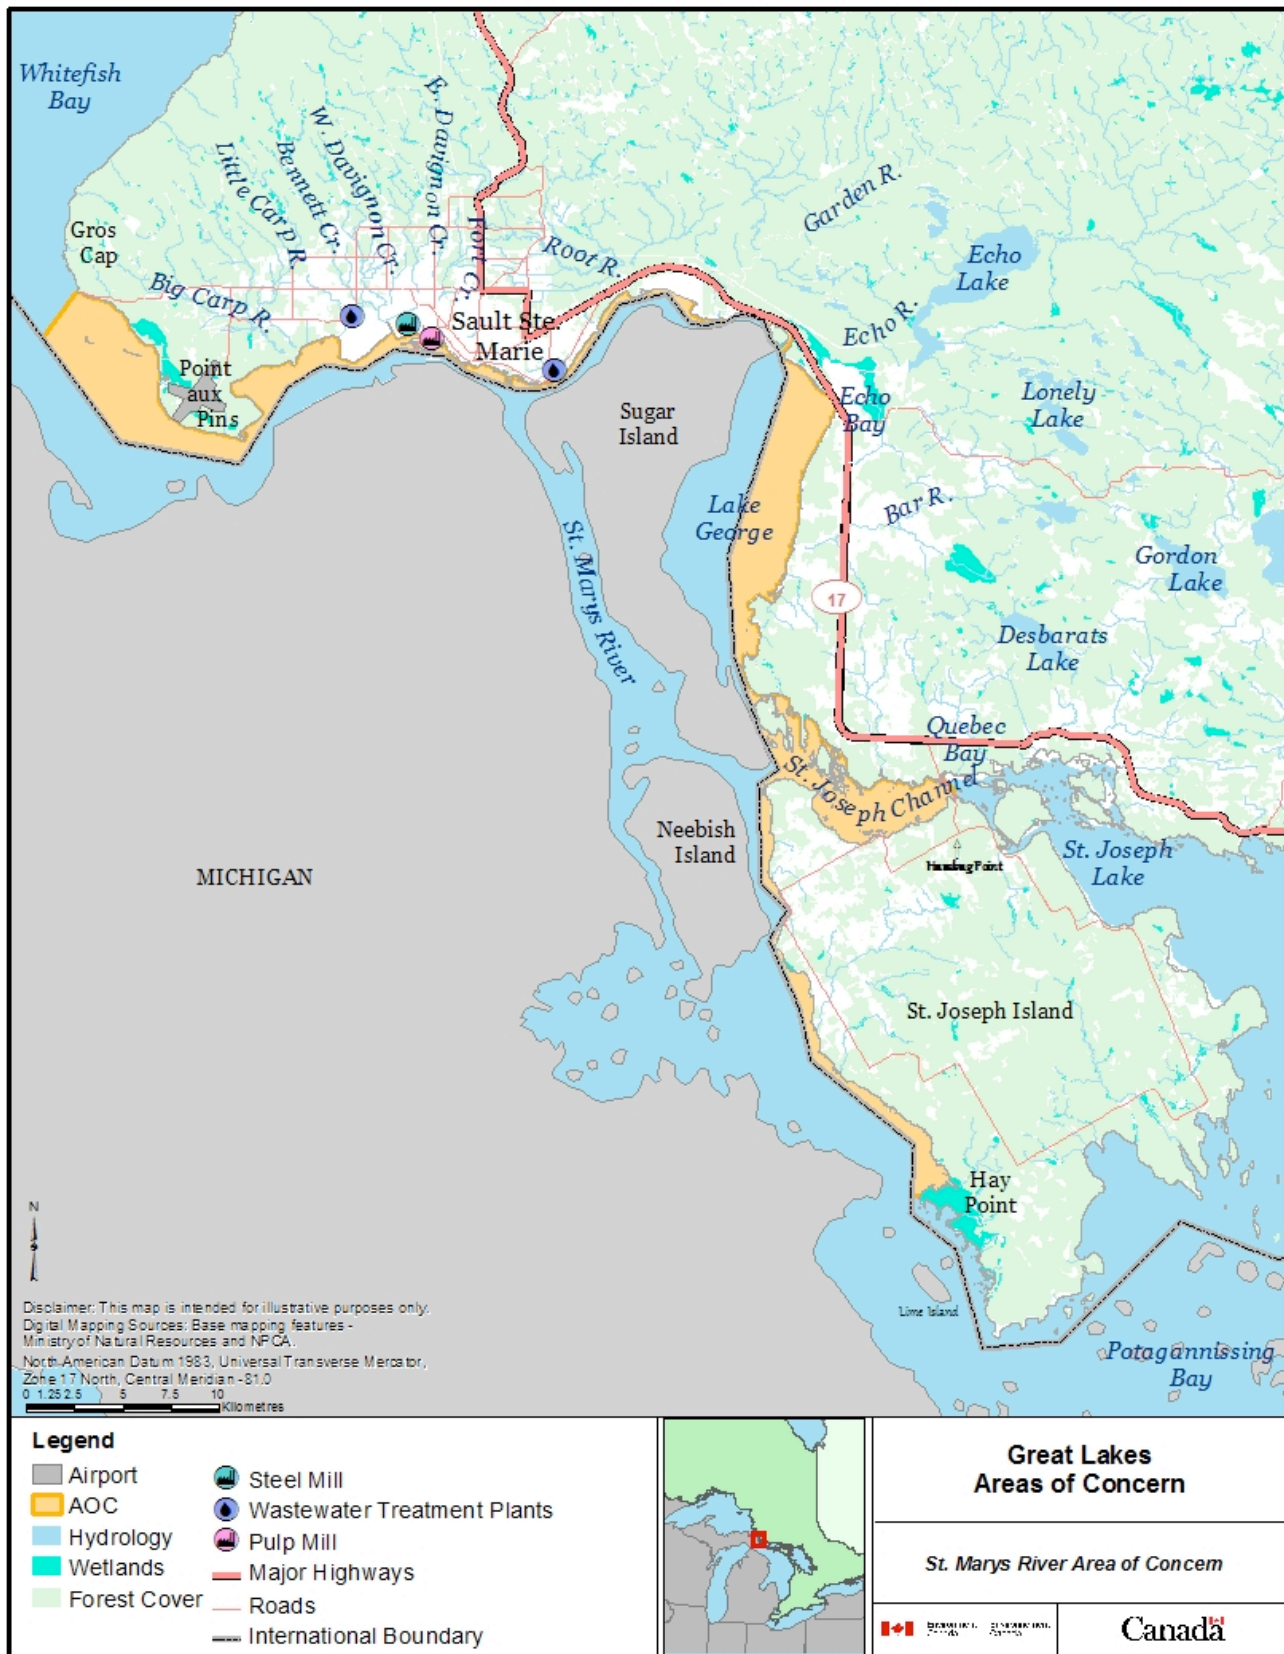 Whitefish
Bay
Gros
Cap
Big Carp R.
Little Carp R.
Bennett Cr.
W. Davignon Cr.
E. Davignon Cr.
Fort Cr.
Root R.
Garden R.
Echo
Lake
Echo R.
Sault Ste.
Marie
Point
aux
Pins
Sugar
Island
Echo
Bay
Lonely
Lake
Lake
George
Bar R.
St. Marys River
17
Gordon
Lake
Desbarats
Lake
Quebec
Bay
St. Joseph Channel
Neebish
Island
MICHIGAN
St. Joseph
Lake
St. Joseph Island
Hay
Point
Lime Island
Potagannissing
Bay
N
Disclaimer: This map is intended for illustrative purposes only.
Digital Mapping Sources: Base mapping features -
Ministry of Natural Resources and NPCA.
North American Datum 1983, Universal Transverse Mercator,
Zone 17 North, Central Meridian -81.0
0 1.25 2.5 5 7.5 10
Kilometres
Legend
Airport
AOC
Hydrology
Wetlands
Forest Cover
Steel Mill
Wastewater Treatment Plants
Pulp Mill
Major Highways
Roads
International Boundary
Great Lakes
Areas of Concern
St. Marys River Area of Concern
Canada